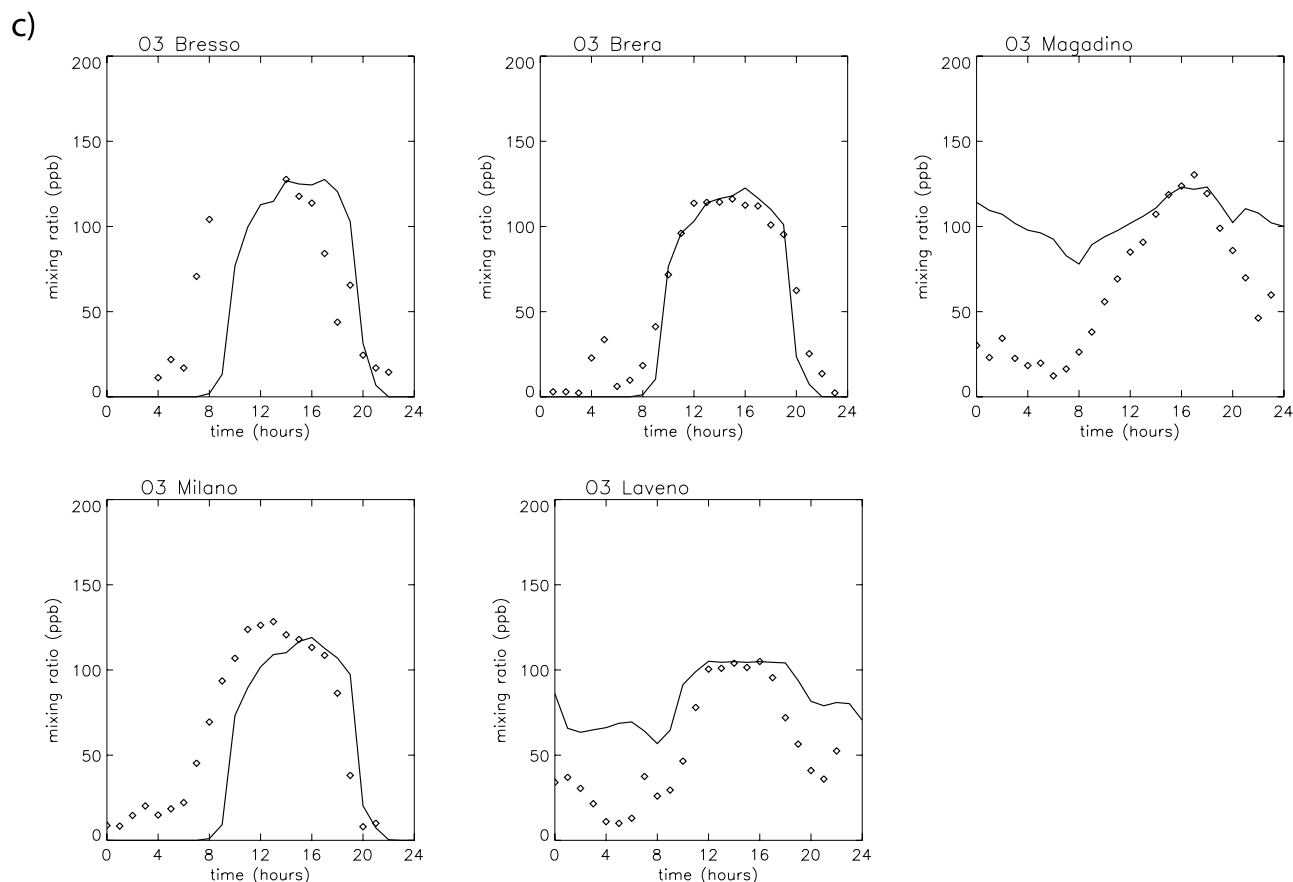 c)
O3 Bresso
200
150
100
50
0
mixing ratio (ppb)
0 4 8 12 16 20 24
time (hours)
O3 Brera
200
150
100
50
0
mixing ratio (ppb)
0 4 8 12 16 20 24
time (hours)
O3 Magadino
200
150
100
50
0
mixing ratio (ppb)
0 4 8 12 16 20 24
time (hours)
O3 Milano
200
150
100
50
0
mixing ratio (ppb)
0 4 8 12 16 20 24
time (hours)
O3 Laveno
200
150
100
50
0
mixing ratio (ppb)
0 4 8 12 16 20 24
time (hours)